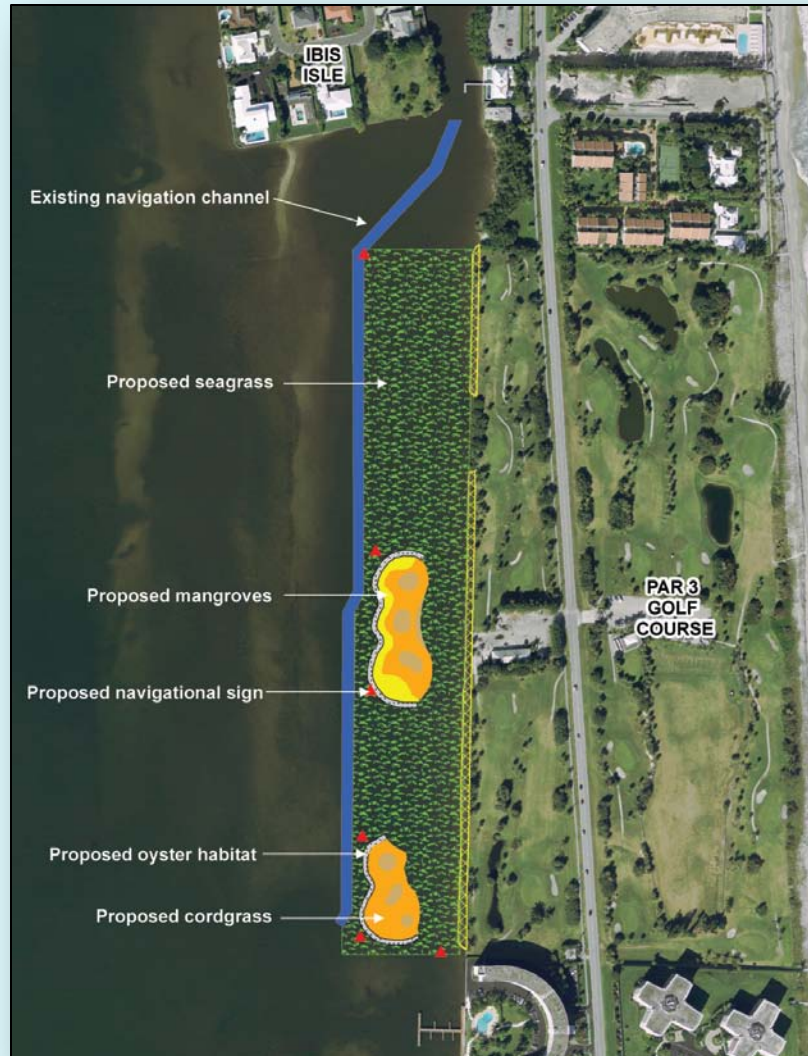 IBIS
ISLE
Existing navigation channel
Proposed seagrass
Proposed mangroves
PAR 3
GOLF
COURSE
Proposed navigational sign
Proposed oyster habitat
Proposed cordgrass